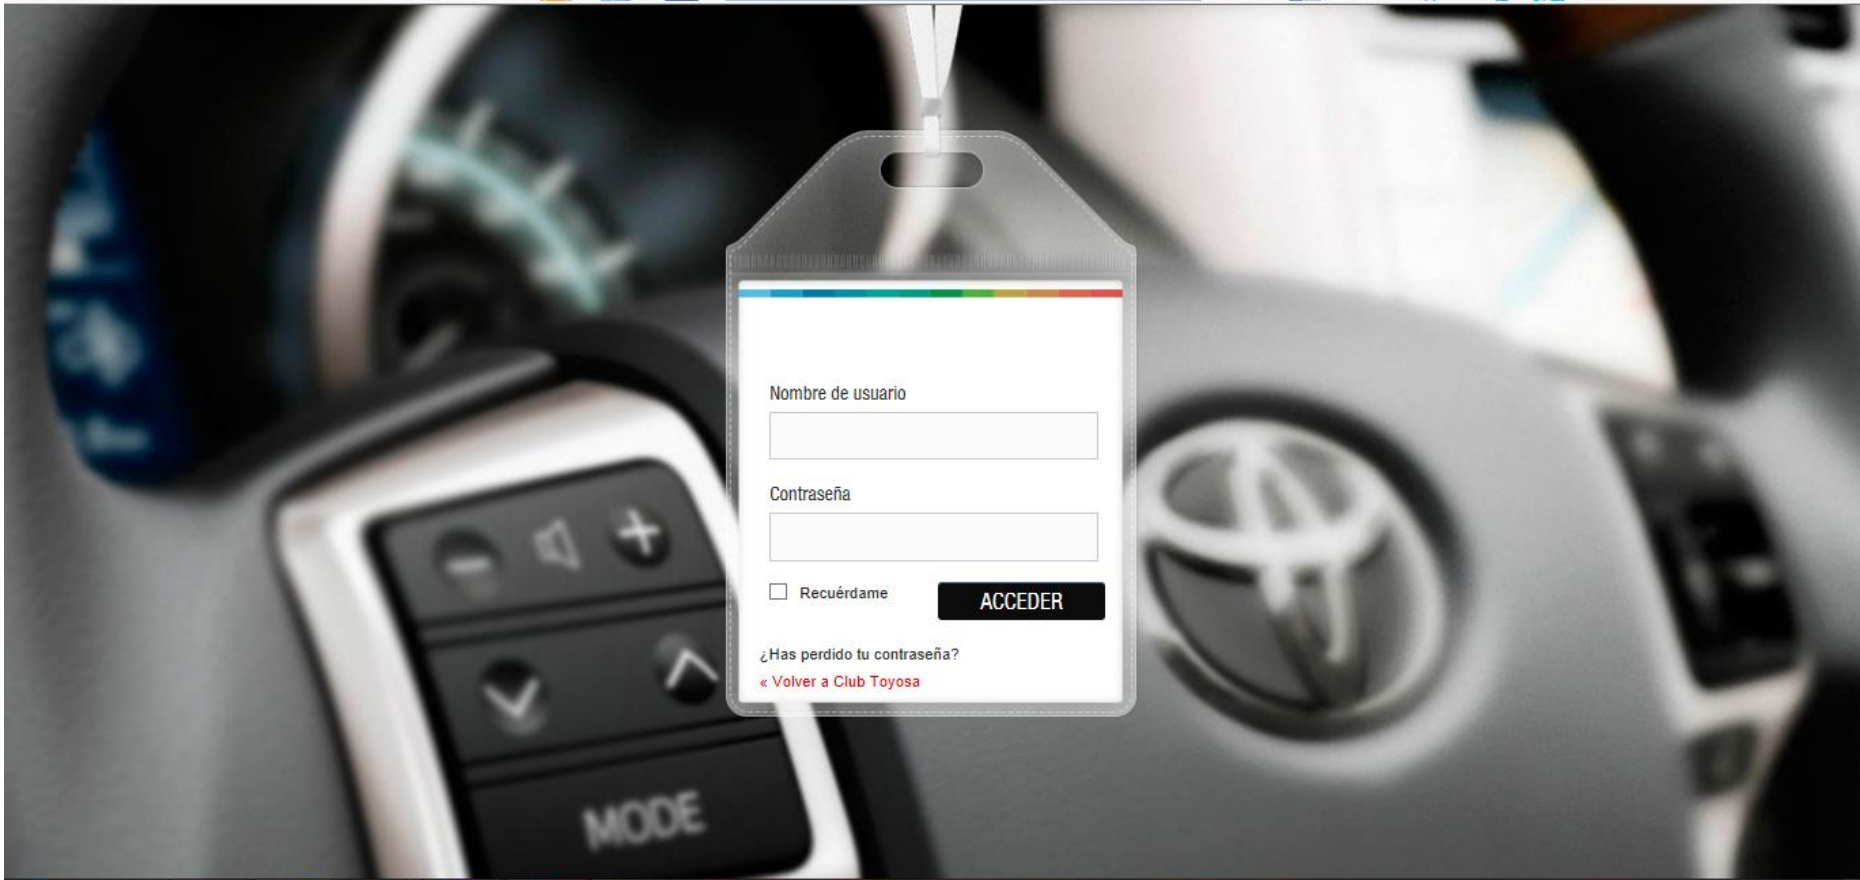 Nombre de usuario
Contraseña
Recuérdame
ACCEDER
¿Has perdido tu contraseña?
« Volver a Club Toyosa
MODE